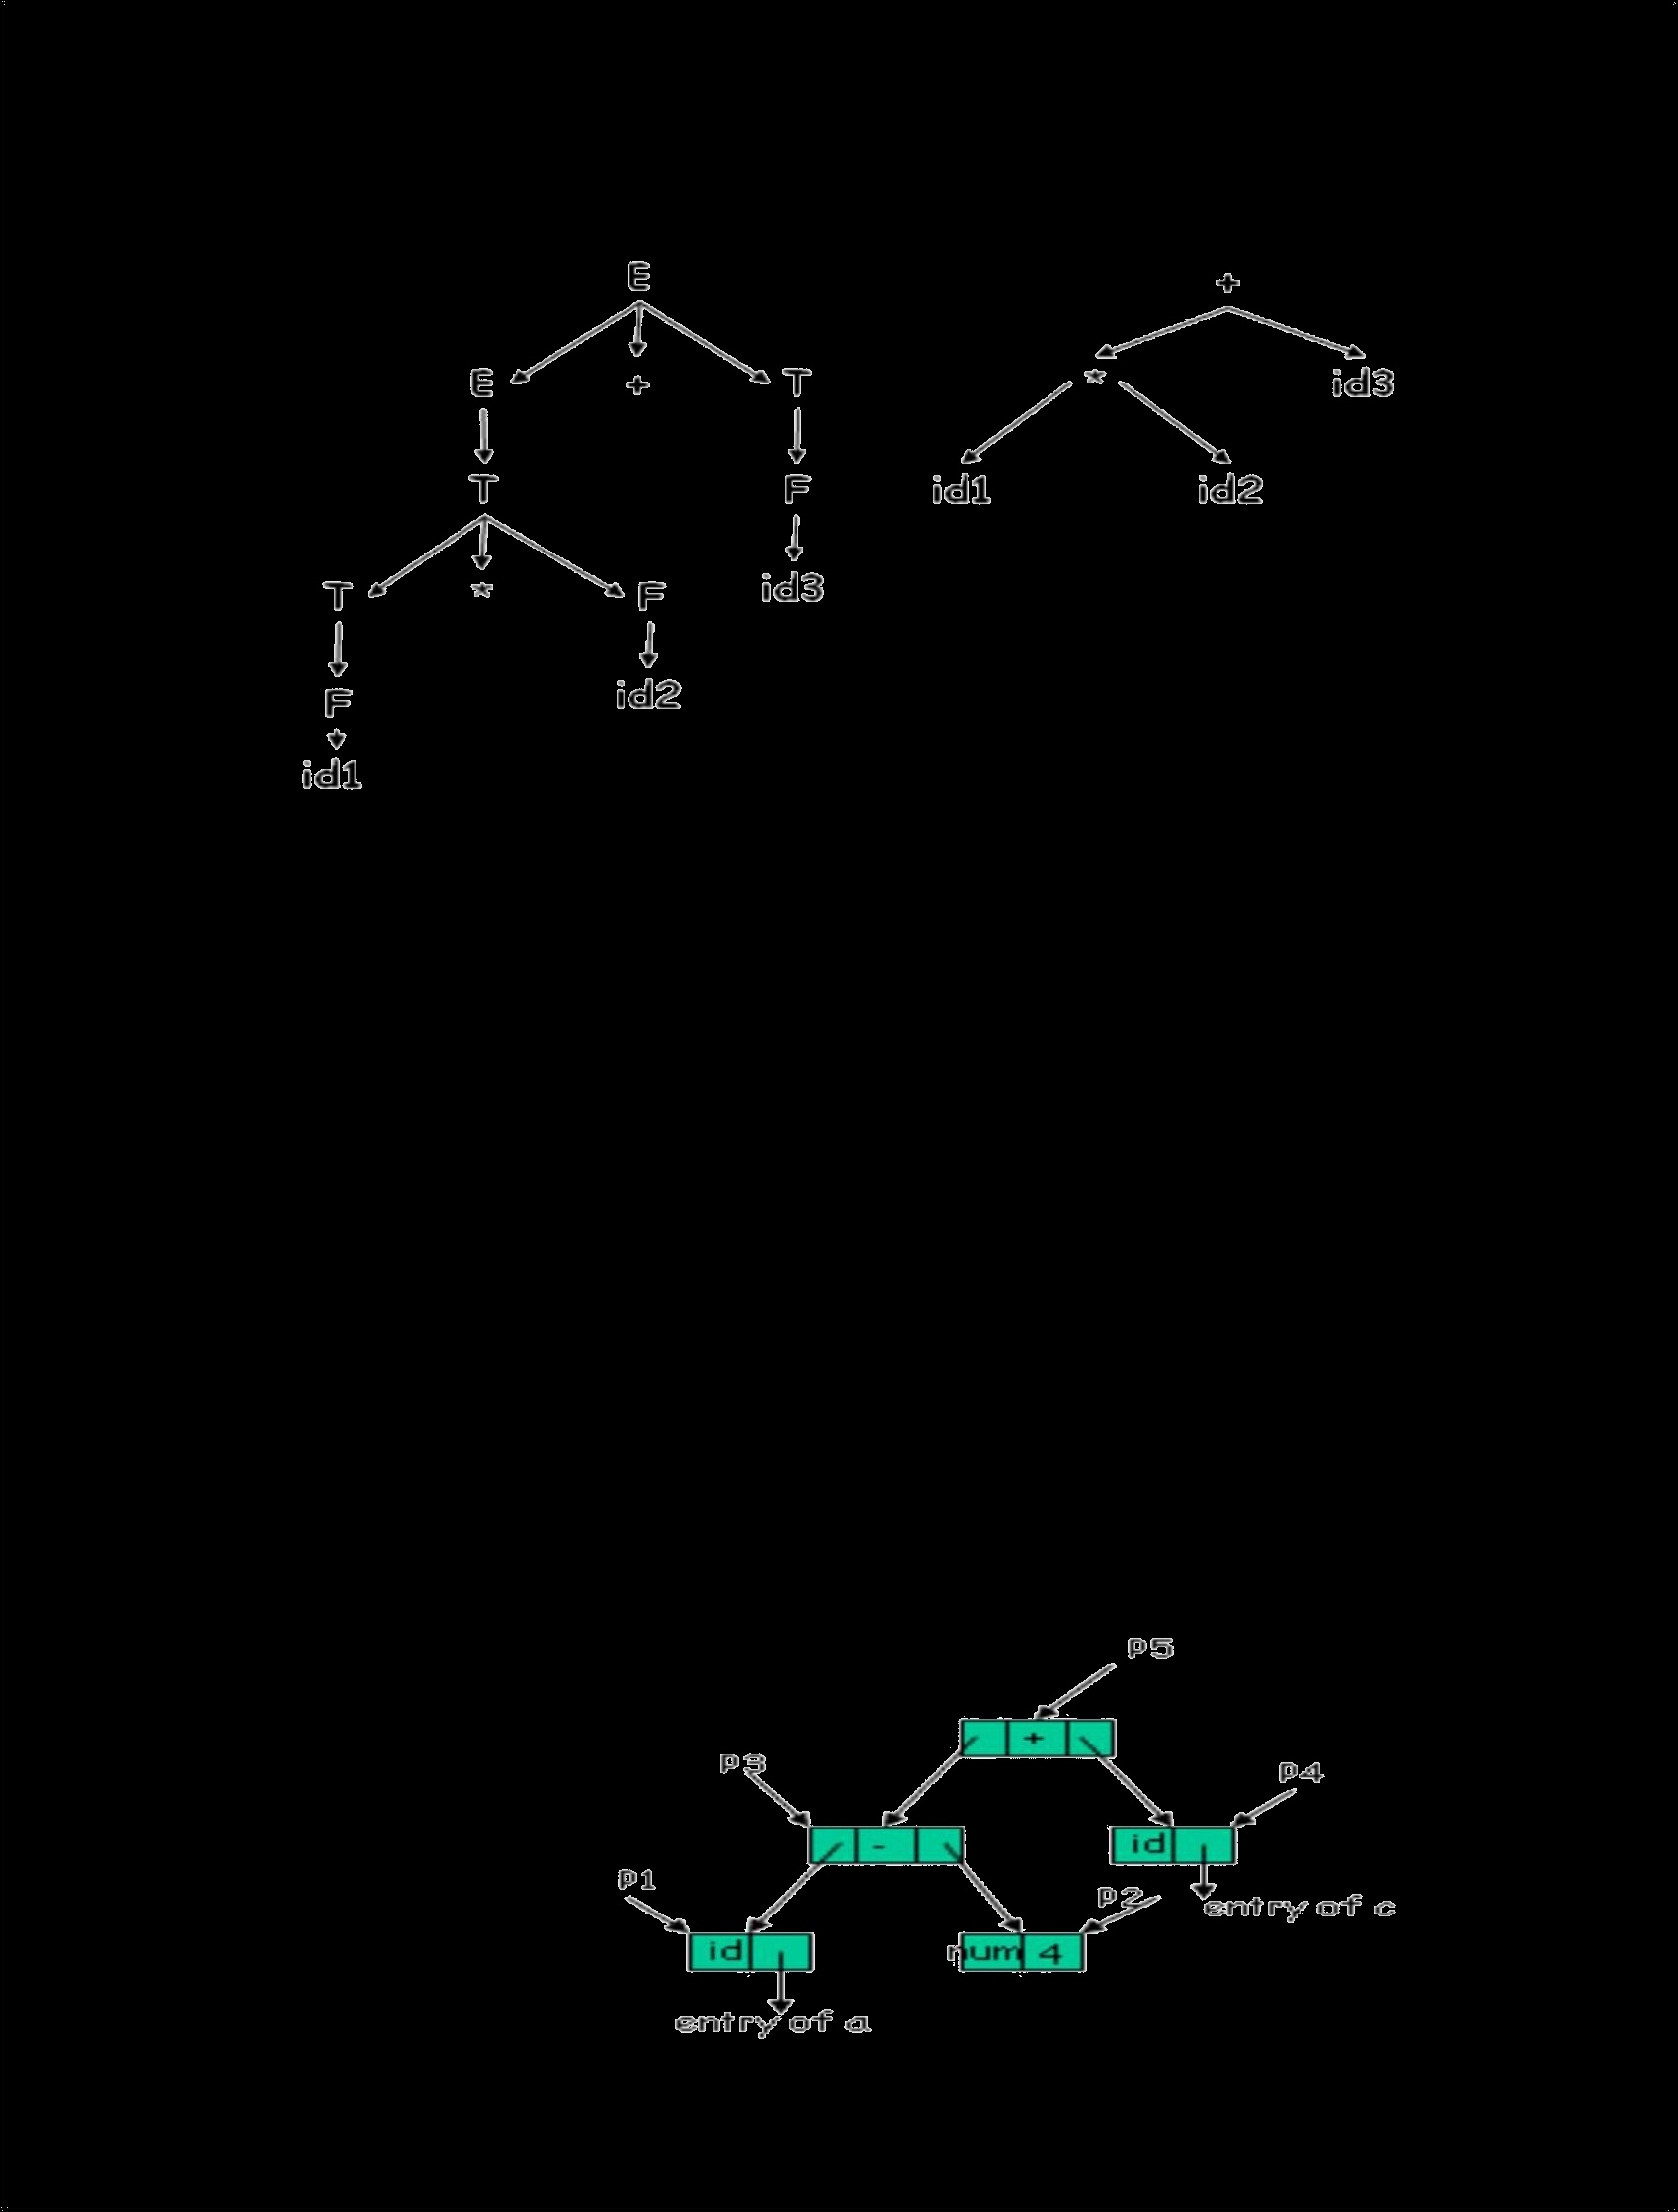 E +
E + T * id3
T F id1 id2
T * F id3
F id2
id1
p5
+
p3 p4
- id
p1 p2 entry of c
id num 4
entry of a